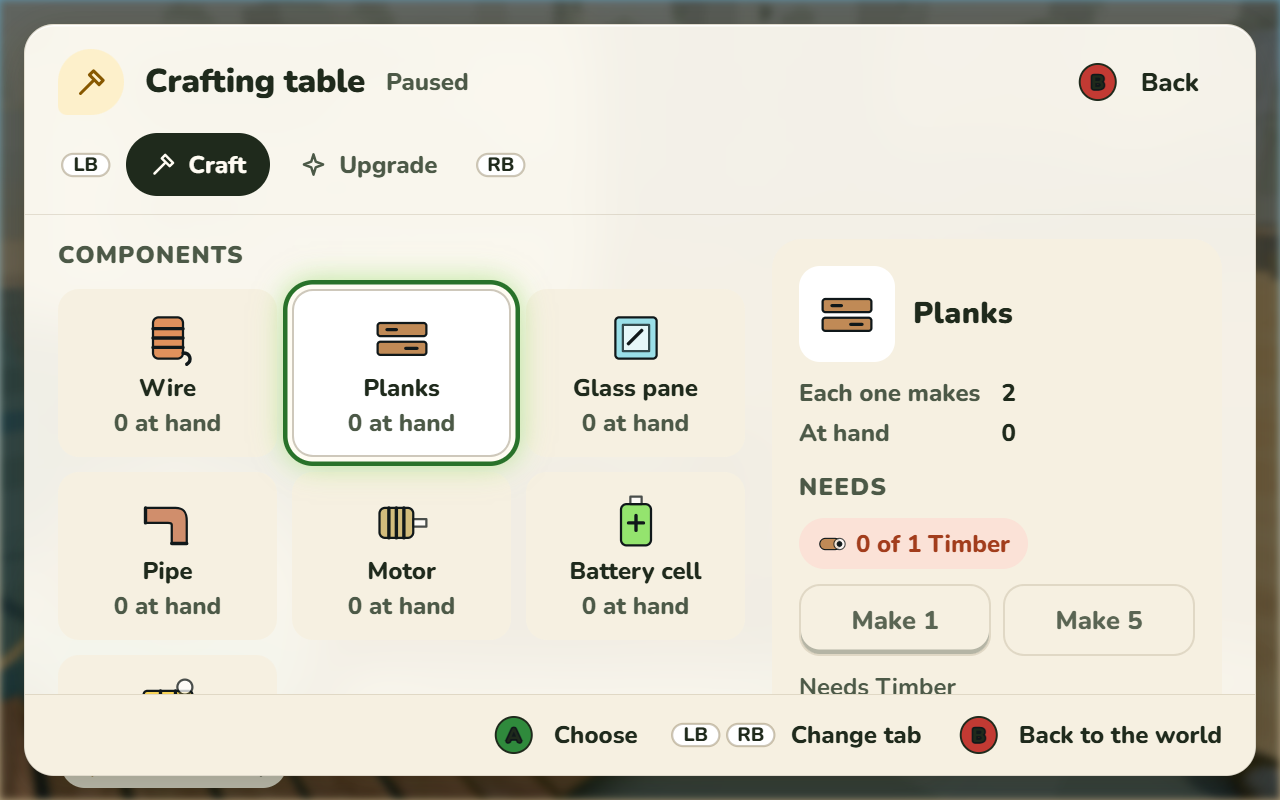 Crafting table
Paused
B Back
LB Craft Upgrade RB
COMPONENTS
Wire
0 at hand
Planks
0 at hand
Glass pane
0 at hand
Pipe
0 at hand
Motor
0 at hand
Battery cell
0 at hand
Planks
Each one makes 2
At hand 0
NEEDS
0 of 1 Timber
Make 1
Make 5
Needs Timber
A Choose LB RB Change tab B Back to the world